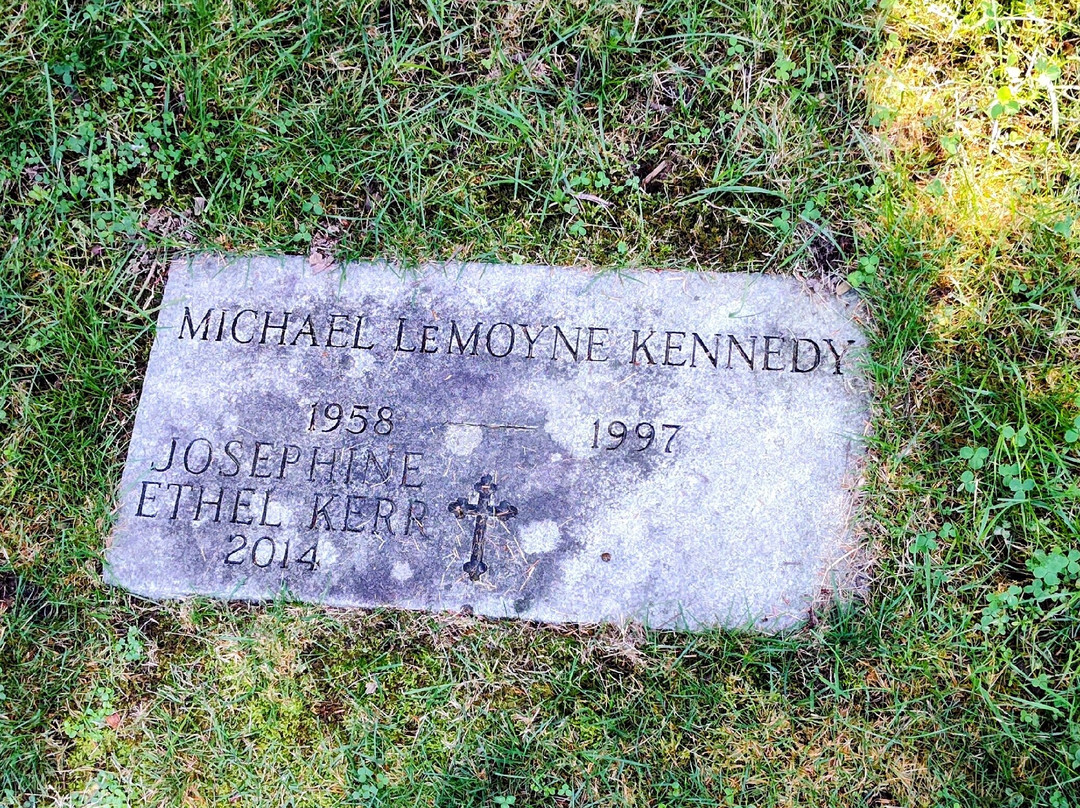 MICHAEL LEMOYNE KENNEDY
1958 — 1997
JOSEPHINE
ETHEL KERR
2014